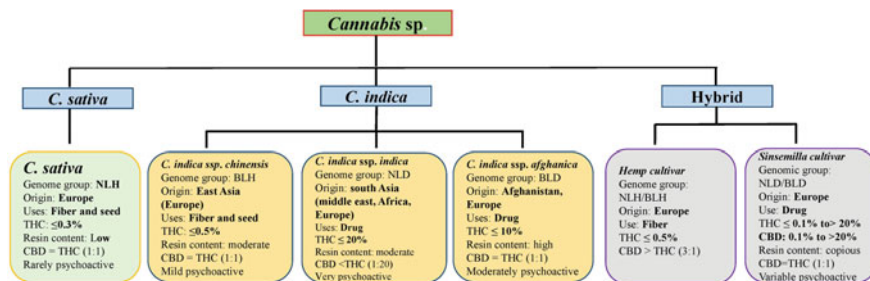 Cannabis sp.
C. sativa
C. indica
Hybrid
C. sativa
Genome group: NLH
Origin: Europe
Uses: Fiber and seed
THC: ≤0.3%
Resin content: Low
CBD = THC (1:1)
Rarely psychoactive
C. indica ssp. chinensis
Genome group: BLH
Origin: East Asia
(Europe)
Uses: Fiber and seed
THC: ≤0.5%
Resin content: moderate
CBD = THC (1:1)
Mild psychoactive
C. indica ssp. indica
Genome group: NLD
Origin: south Asia
(middle east, Africa,
Europe)
Uses: Drug
THC ≤ 20%
Resin content: moderate
CBD <THC (1:20)
Very psychoactive
C. indica ssp. afghanica
Genome group: BLD
Origin: Afghanistan,
Europe
Uses: Drug
THC ≤ 10%
Resin content: high
CBD = THC (1:1)
Moderately psychoactive
Hemp cultivar
Genome group:
NLH/BLH
Origin: Europe
Use: Fiber
THC ≤ 0.5%
CBD > THC (3:1)
Sinsemilla cultivar
Genomic group:
NLD/BLD
Origin: Europe
Use: Drug
THC ≤ 0.1% to> 20%
CBD: 0.1% to >20%
Resin content: copious
CBD=THC (1:1)
Variable psychoactive